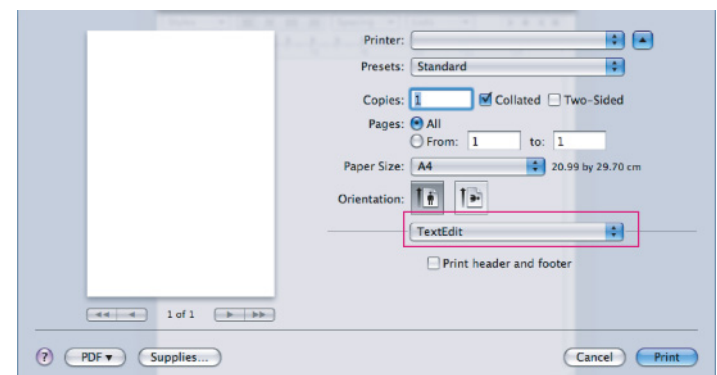 Printer:
Presets: Standard
Copies: 1 Collated Two-Sided
Pages: All
From: 1 to: 1
Paper Size: A4 20.99 by 29.70 cm
Orientation:
TextEdit
Print header and footer
1 of 1
? PDF Supplies... Cancel Print